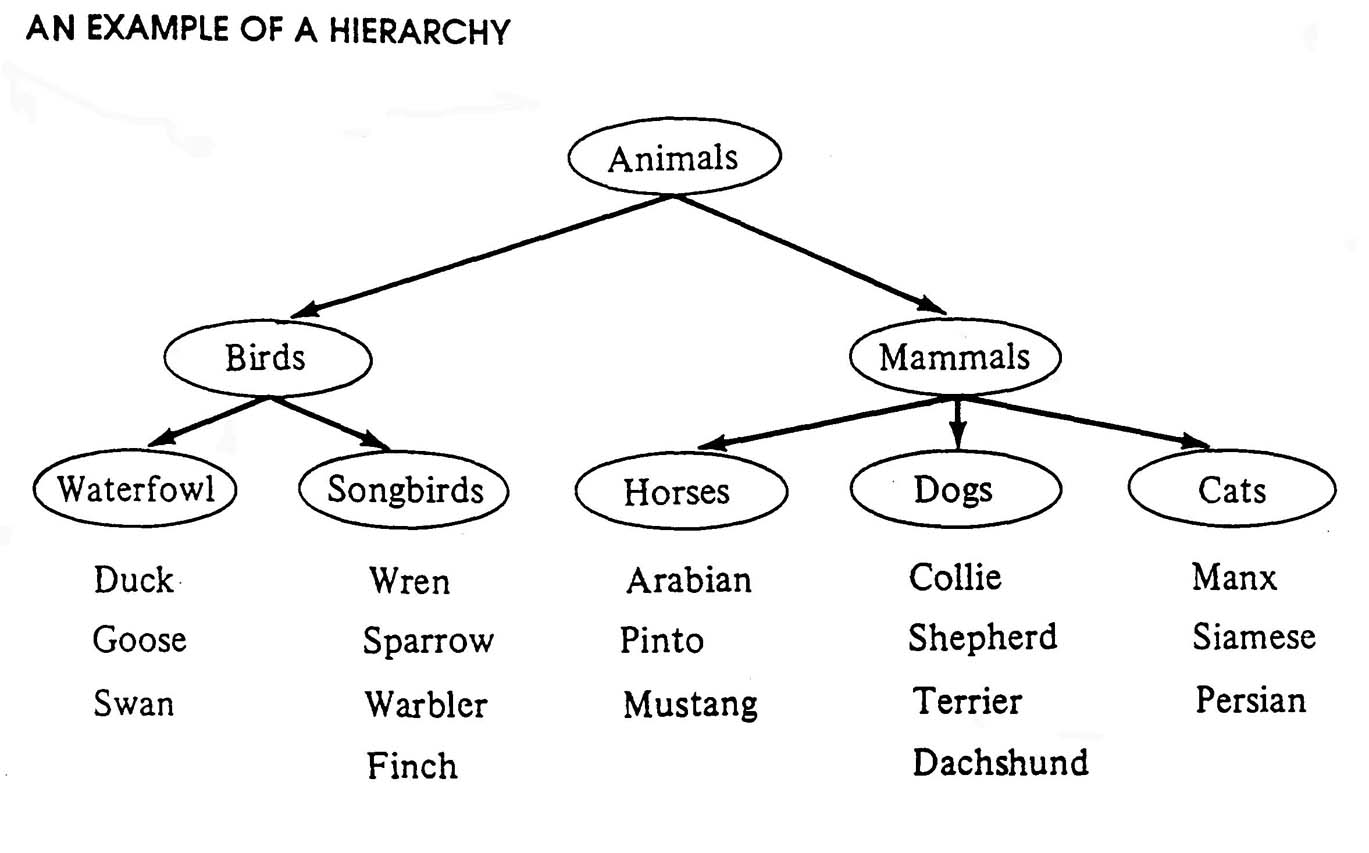 AN EXAMPLE OF A HIERARCHY
Animals
Birds
Mammals
Waterfowl
Songbirds
Horses
Dogs
Cats
Duck
Wren
Arabian
Collie
Manx
Goose
Sparrow
Pinto
Shepherd
Siamese
Swan
Warbler
Mustang
Terrier
Persian
Finch
Dachshund